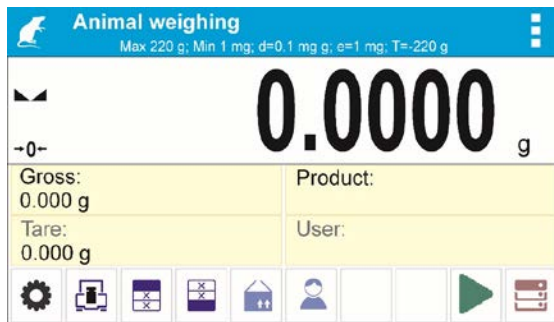 Animal weighing
Max 220 g; Min 1 mg; d=0.1 mg g; e=1 mg; T=-220 g
0.0000 g
→0←
Gross:
0.000 g
Product:
Tare:
0.000 g
User: